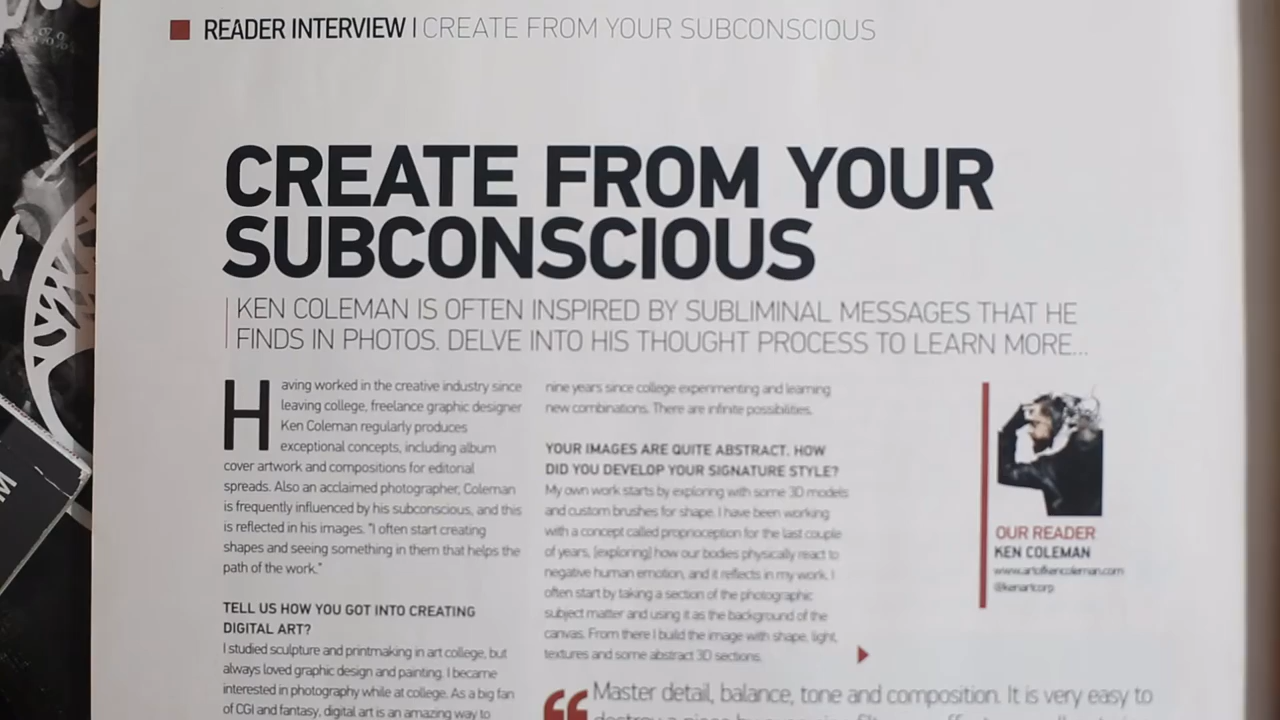 READER INTERVIEW | CREATE FROM YOUR SUBCONSCIOUS
CREATE FROM YOUR
SUBCONSCIOUS
KEN COLEMAN IS OFTEN INSPIRED BY SUBLIMINAL MESSAGES THAT HE
FINDS IN PHOTOS. DELVE INTO HIS THOUGHT PROCESS TO LEARN MORE...
Having worked in the creative industry since
leaving college, freelance graphic designer
Ken Coleman regularly produces
exceptional concepts, including album
cover artwork and compositions for editorial
spreads. Also an acclaimed photographer, Coleman
is frequently influenced by his subconscious, and this
is reflected in his images. "I often start creating
shapes and seeing something in them that helps the
path of the work."
TELL US HOW YOU GOT INTO CREATING
DIGITAL ART?
I studied sculpture and printmaking in art college, but
always loved graphic design and painting. I became
interested in photography while at college. As a big fan
of CGI and fantasy, digital art is an amazing way to
nine years since college experimenting and learning
new combinations. There are infinite possibilities.
YOUR IMAGES ARE QUITE ABSTRACT. HOW
DID YOU DEVELOP YOUR SIGNATURE STYLE?
My own work starts by exploring with some 3D models
and custom brushes for shape. I have been working
with a concept called proprioception for the last couple
of years, [exploring] how our bodies physically react to
negative human emotion, and it reflects in my work. I
often start by taking a section of the photographic
subject matter and using it as the background of the
canvas. From there I build the image with shape, light,
textures and some abstract 3D sections.
“Master detail, balance, tone and composition. It is very easy to
OUR READER
KEN COLEMAN
www.artofkencoleman.com
@kenartcorp
M